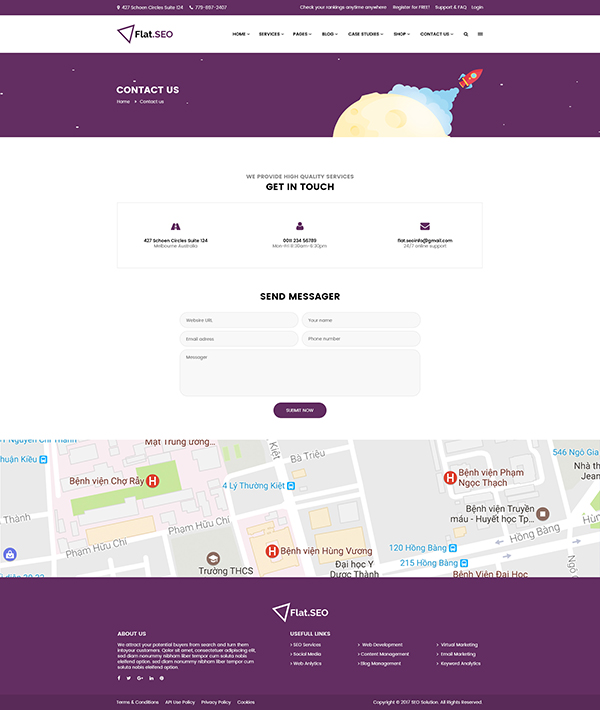 427 Schoen Circles Suite 124 779-897-2407 Check your rankings anytime anywhere Register for FREE! Support & FAQ Login
Flat.SEO
HOME SERVICES PAGES BLOG CASE STUDIES SHOP CONTACT US
CONTACT US
Home Contact us
WE PROVIDE HIGH QUALITY SERVICES
GET IN TOUCH
427 Schoen Circles Suite 124
Melbourne Australia
0011 234 56789
Mon-Fri 8:30am-6:30pm
flat.seoinfo@gmail.com
24/7 online support
SEND MESSAGER
Website URL Your name
Email adress Phone number
Messager
SUBMIT NOW
Mặt Trung ương...
huận Kiều
Bệnh viện Chợ Rẫy
Kiệt
Bà Triệu
4 Lý Thường Kiệt
Bệnh viện Phạm
Ngọc Thạch
546 Ngô Gia
Nhà th
Jean
Thành
Phạm Hữu Chí
Phạm Hữu Chí
Bệnh viện Truyền
máu - Huyết học Tp...
Hồng Bàng
Trường THCS
Bệnh viện Hùng Vương
Đại học Y
Dược Thành
120 Hồng Bàng
215 Hồng Bàng
Bệnh Viện Đại Học
Flat.SEO
ABOUT US
We attract your potential buyers from search and turn them
intoyour customers. Dolor sit amet, consectetuer adipiscing elit,
sed diam nonummy nibham liber tempor cum soluta nobis
eleifend option. sed diam nonummy nibham liber tempor cum
soluta nobis eleifend option.
USEFULL LINKS
SEO Services Web Development Virtual Marketing
Social Media Content Management Email Marketing
Web Anlytics Blog Management Keyword Analytics
Terms & Conditions API Use Policy Privacy Policy Cookies Copyright © 2017 SEO Solution. All Rights Reserved.